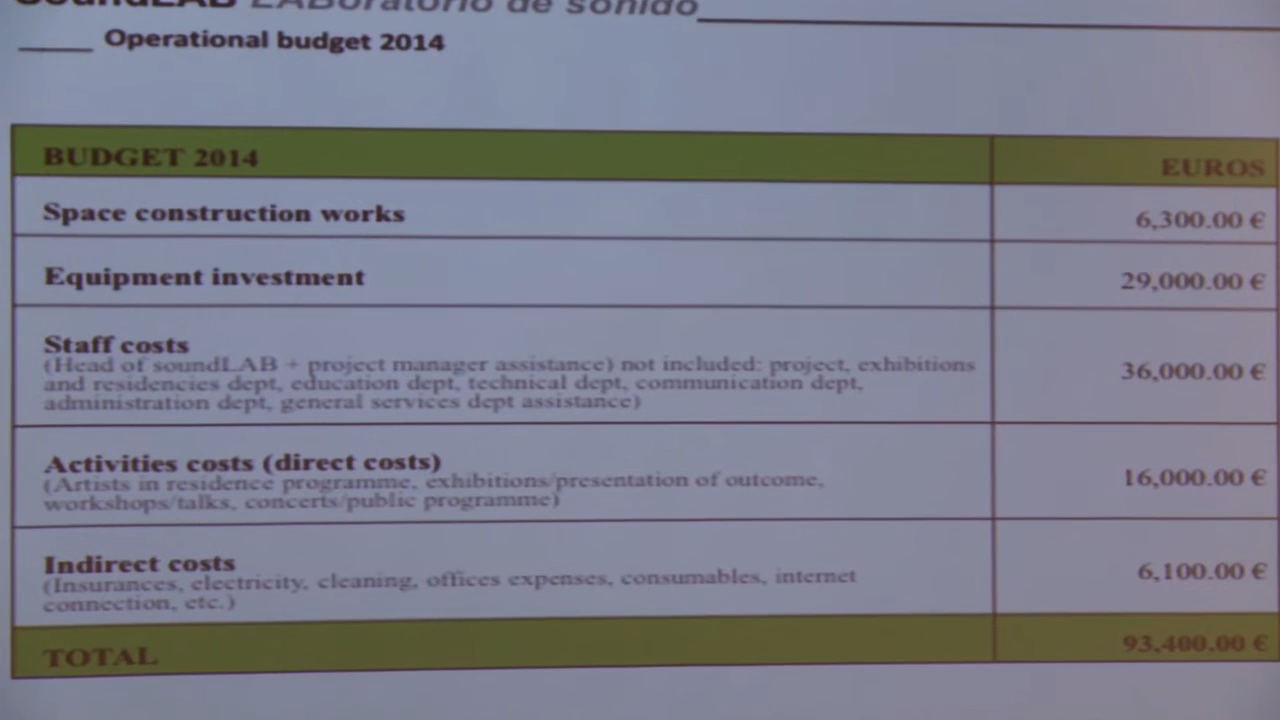 SoundLAB LABoratorio de sonido
Operational budget 2014
BUDGET 2014 EUROS
Space construction works 6,300.00 €
Equipment investment 29,000.00 €
Staff costs
(Head of soundLAB + project manager assistance) not included: project, exhibitions
and residencies dept, education dept, technical dept, communication dept,
administration dept, general services dept assistance)
36,000.00 €
Activities costs (direct costs)
(Artists in residence programme, exhibitions/presentation of outcome,
workshops/talks, concerts/public programme)
16,000.00 €
Indirect costs
(Insurances, electricity, cleaning, offices expenses, consumables, internet
connection, etc.)
6,100.00 €
TOTAL 93,400.00 €